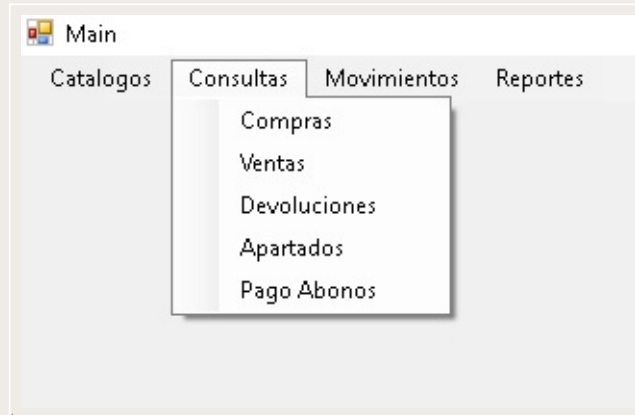 Main
Catalogos Consultas Movimientos Reportes
Compras
Ventas
Devoluciones
Apartados
Pago Abonos